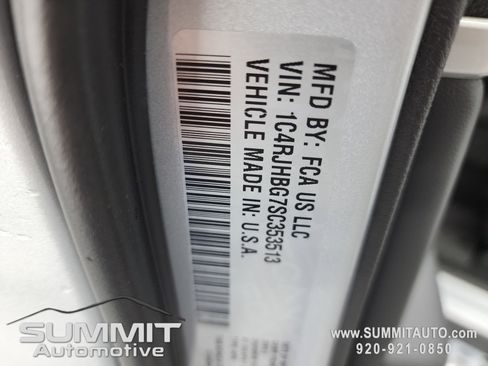 MFD BY: FCA US LLC
VIN: 1C4RJHBG7SC353513
VEHICLE MADE IN: U.S.A.
SUMMIT
Automotive
WWW.SUMMITAUTO.COM
920-921-0850